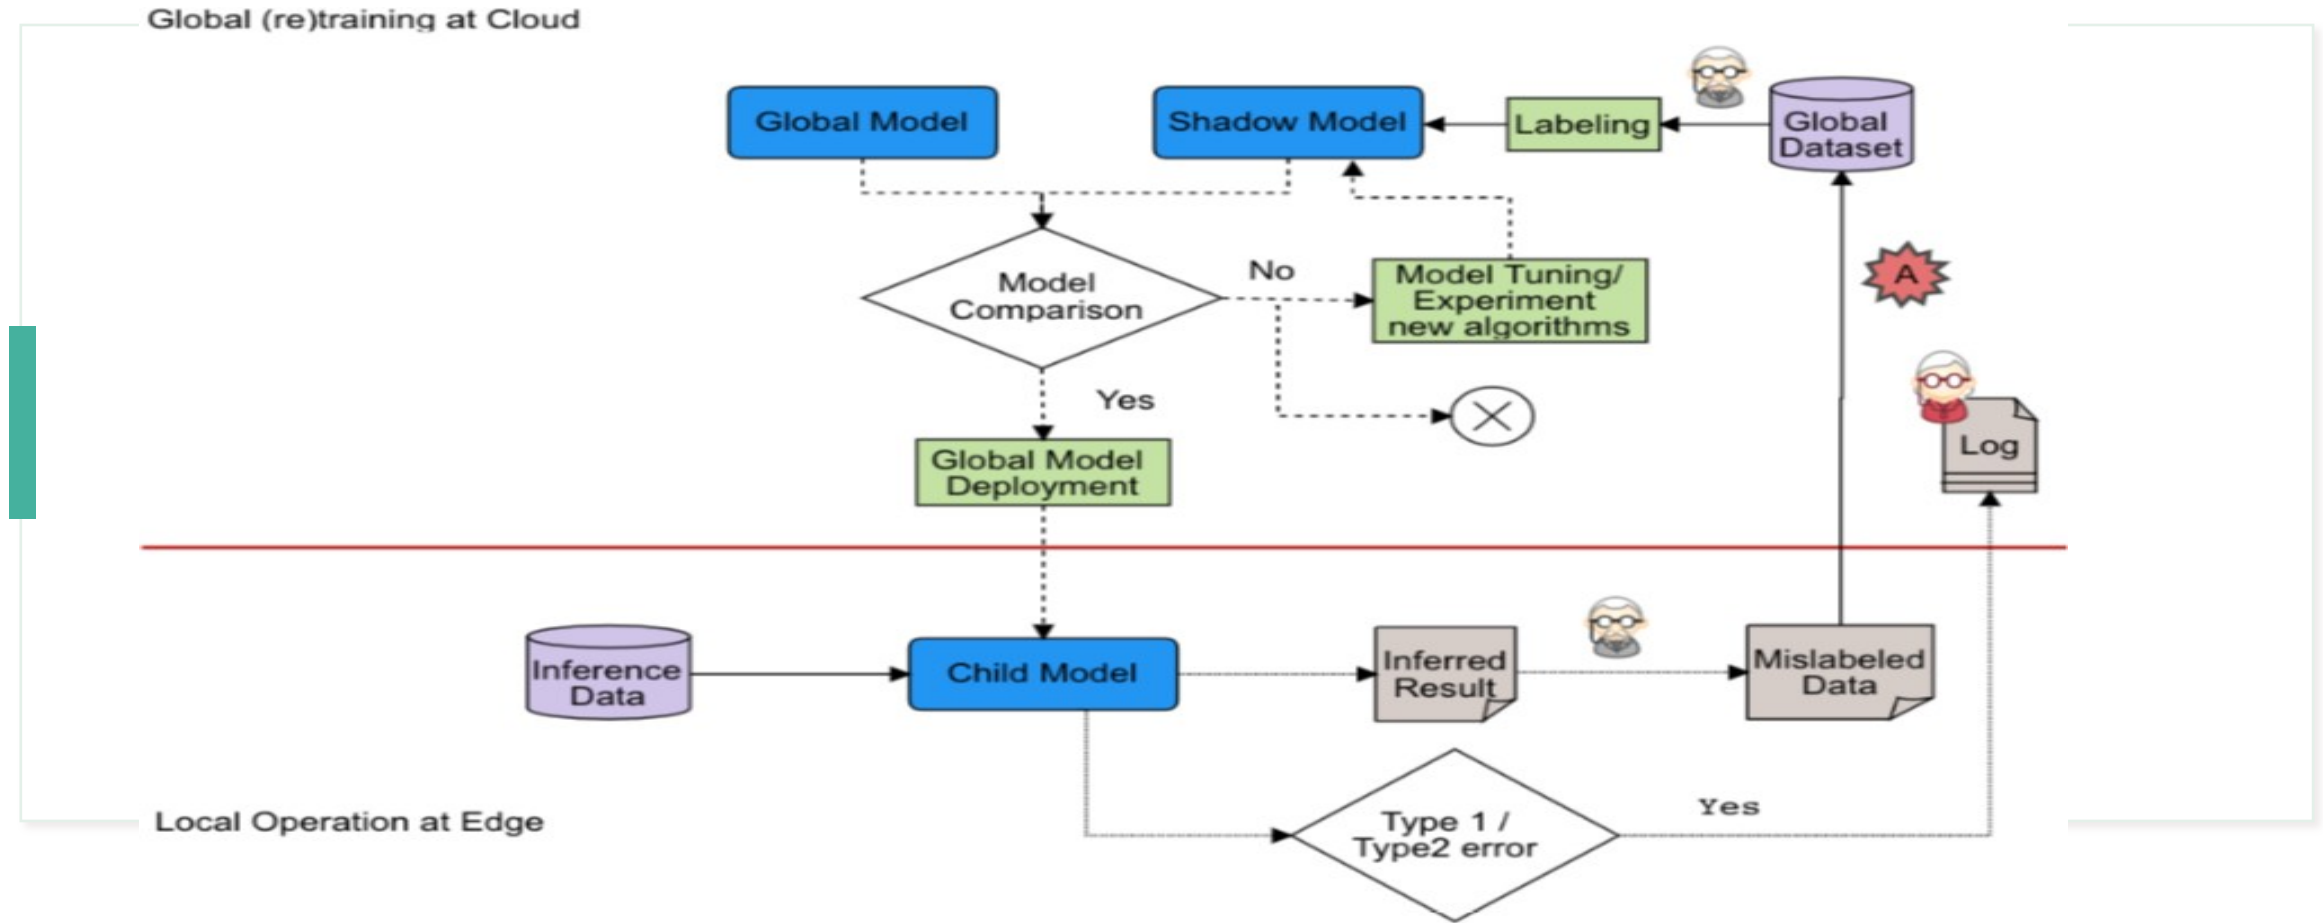 Global (re)training at Cloud
Global Model
Shadow Model
Labeling
Global
Dataset
Model
Comparison
No
Model Tuning/
Experiment
new algorithms
A
Yes
Log
Global Model
Deployment
Inference
Data
Child Model
Inferred
Result
Mislabeled
Data
Type 1 /
Type2 error
Yes
Local Operation at Edge